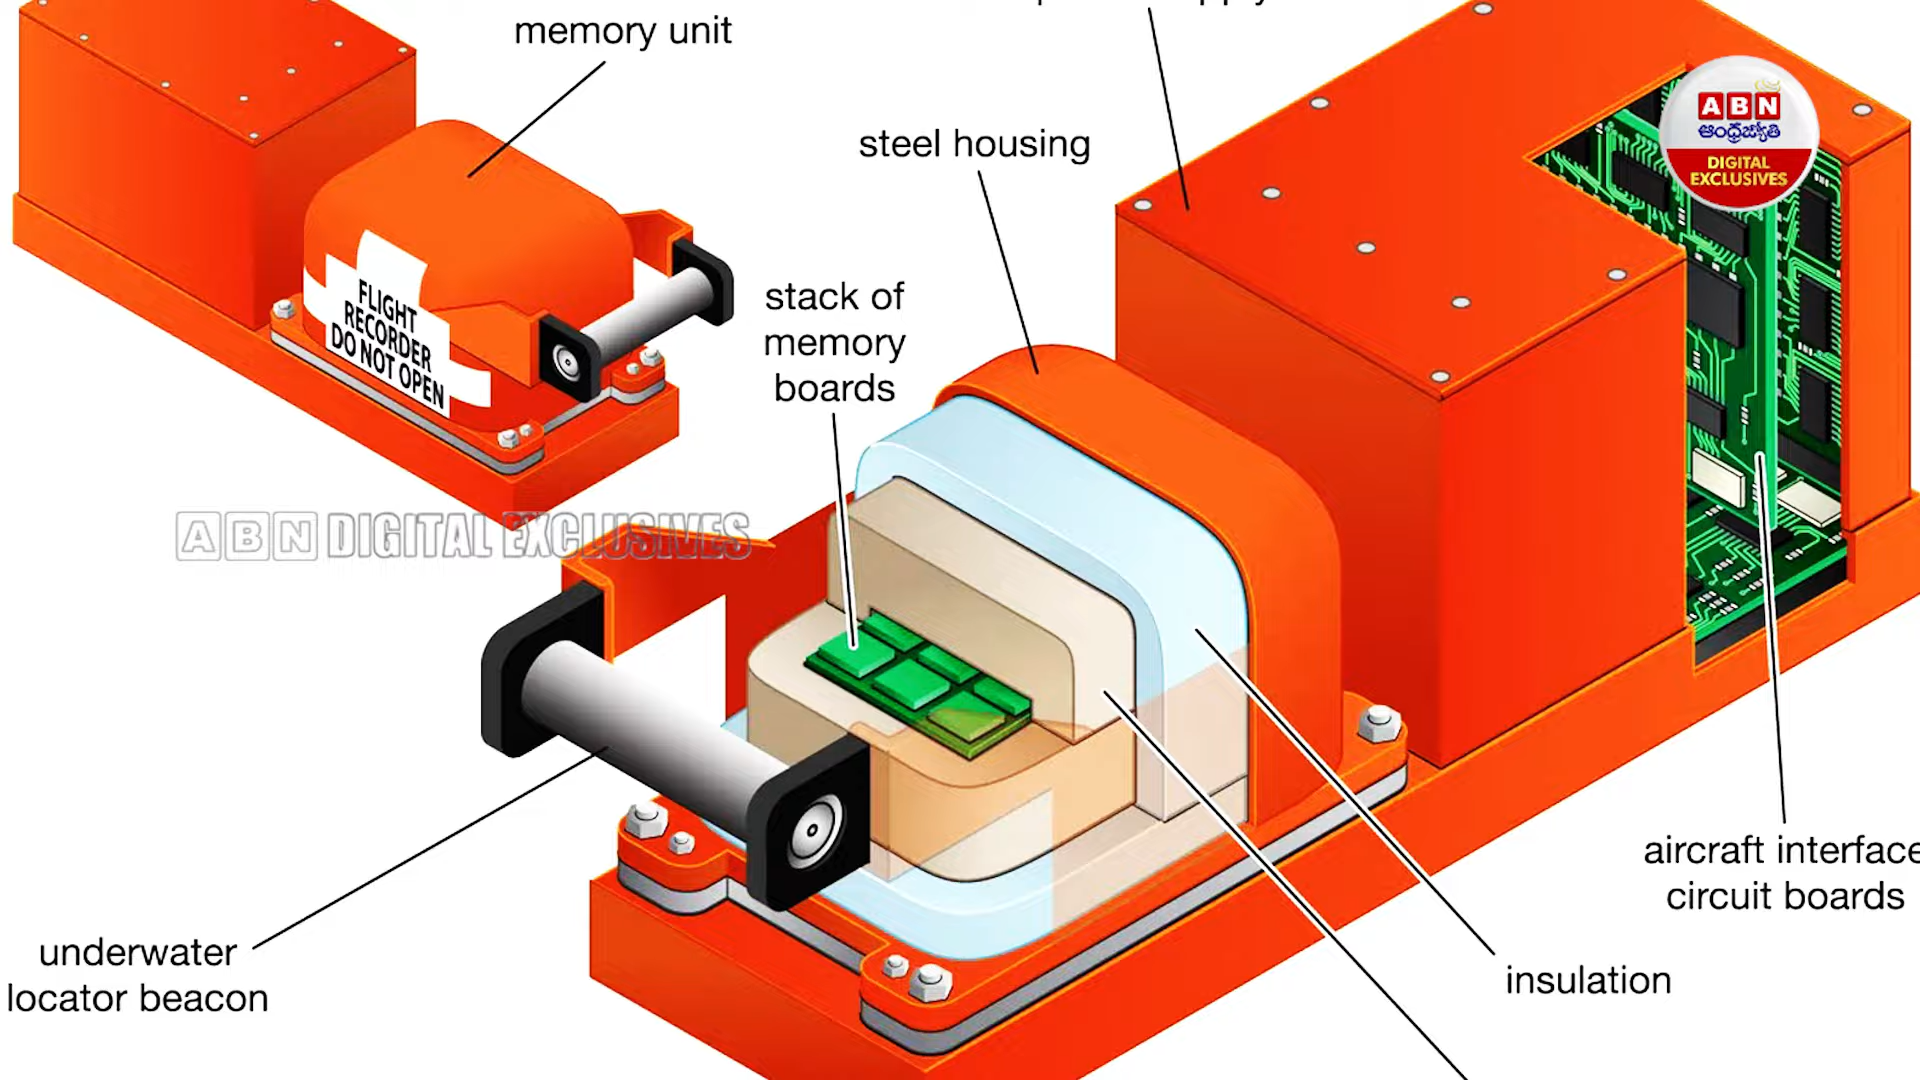 memory unit
steel housing
stack of
memory
boards
FLIGHT
RECORDER
DO NOT OPEN
ABN
ఆంధ్రజ్యోతి
DIGITAL
EXCLUSIVES
ABN DIGITAL EXCLUSIVES
aircraft interface
circuit boards
underwater
locator beacon
insulation